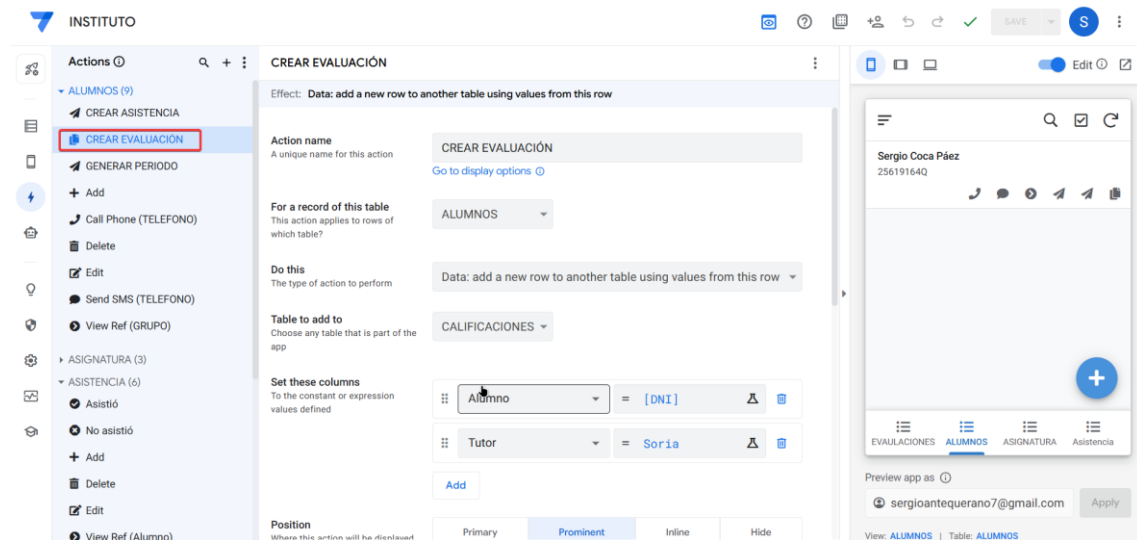 INSTITUTO
SAVE
S
Actions
ALUMNOS (9)
CREAR ASISTENCIA
CREAR EVALUACIÓN
GENERAR PERIODO
Add
Call Phone (TELEFONO)
Delete
Edit
Send SMS (TELEFONO)
View Ref (GRUPO)
ASIGNATURA (3)
ASISTENCIA (6)
Asistió
No asistió
Add
Delete
Edit
View Ref (Alumno)
CREAR EVALUACIÓN
Effect: Data: add a new row to another table using values from this row
Action name
A unique name for this action
CREAR EVALUACIÓN
Go to display options
For a record of this table
This action applies to rows of
which table?
ALUMNOS
Do this
The type of action to perform
Data: add a new row to another table using values from this row
Table to add to
Choose any table that is part of the
app
CALIFICACIONES
Set these columns
To the constant or expression
values defined
Alumno = [DNI]
Tutor = Soria
Add
Position
Where this action will be displayed
Primary Prominent Inline Hide
Edit
Sergio Coca Páez
25619164Q
EVAULACIONES ALUMNOS ASIGNATURA Asistencia
Preview app as
sergioantequerano7@gmail.com Apply
View: ALUMNOS | Table: ALUMNOS